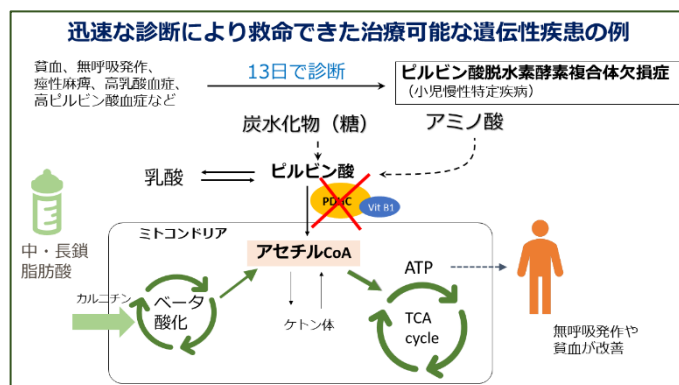 迅速な診断により救命できた治療可能な遺伝性疾患の例
貧血、無呼吸発作、
痙性麻痺、高乳酸血症、
高ピルビン酸血症など
13日で診断
ピルビン酸脱水素酵素複合体欠損症
（小児慢性特定疾病）
炭水化物（糖）
アミノ酸
乳酸
ピルビン酸
PDHC
Vit B1
中・長鎖
脂肪酸
ミトコンドリア
アセチルCoA
カルニチン
ベータ
酸化
ケトン体
ATP
TCA
cycle
無呼吸発作や
貧血が改善